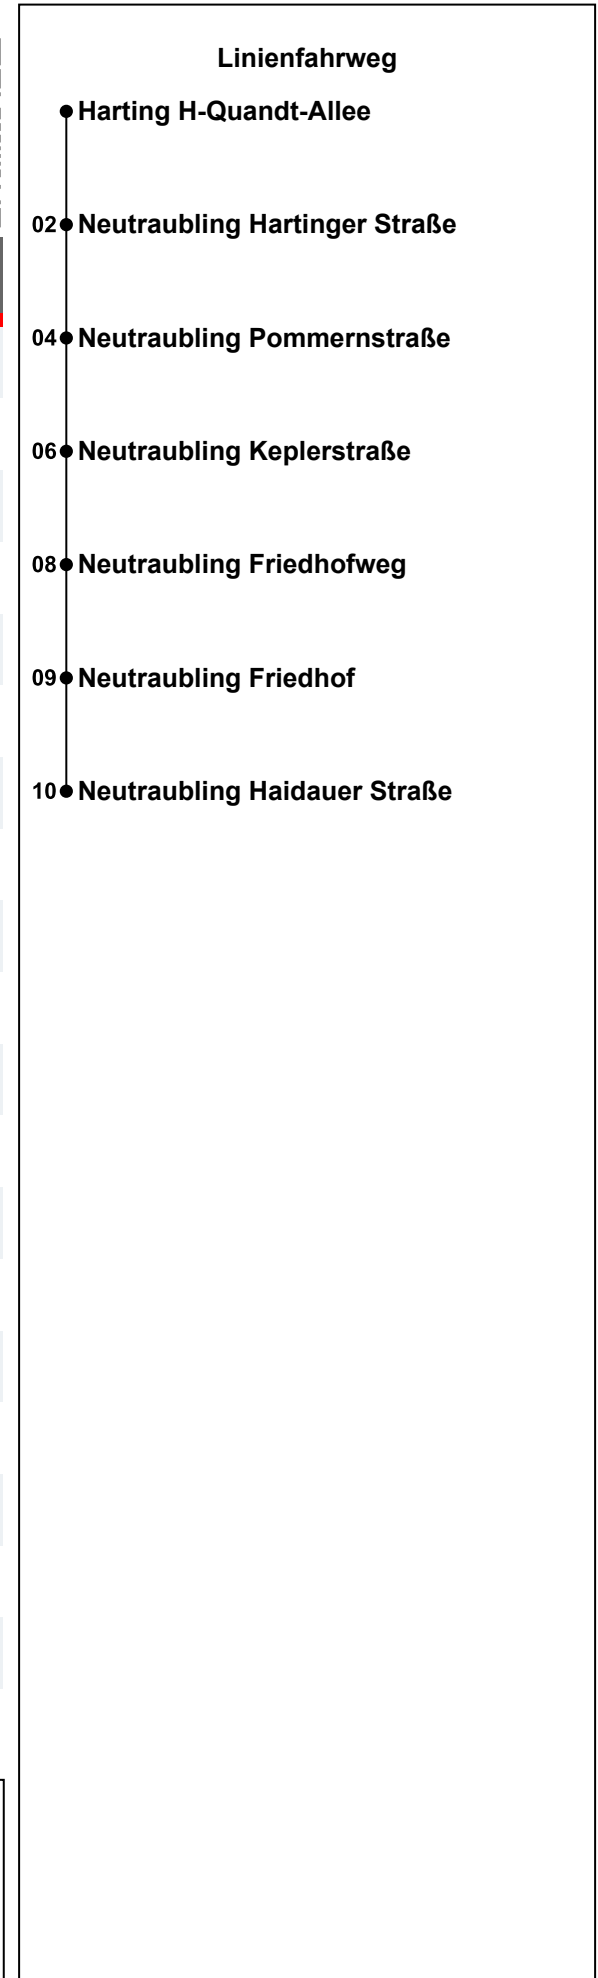 Linienfahrweg
Harting H-Quandt-Allee
02 Neutraubling Hartinger Straße
04 Neutraubling Pommernstraße
06 Neutraubling Keplerstraße
08 Neutraubling Friedhofweg
09 Neutraubling Friedhof
10 Neutraubling Haidauer Straße